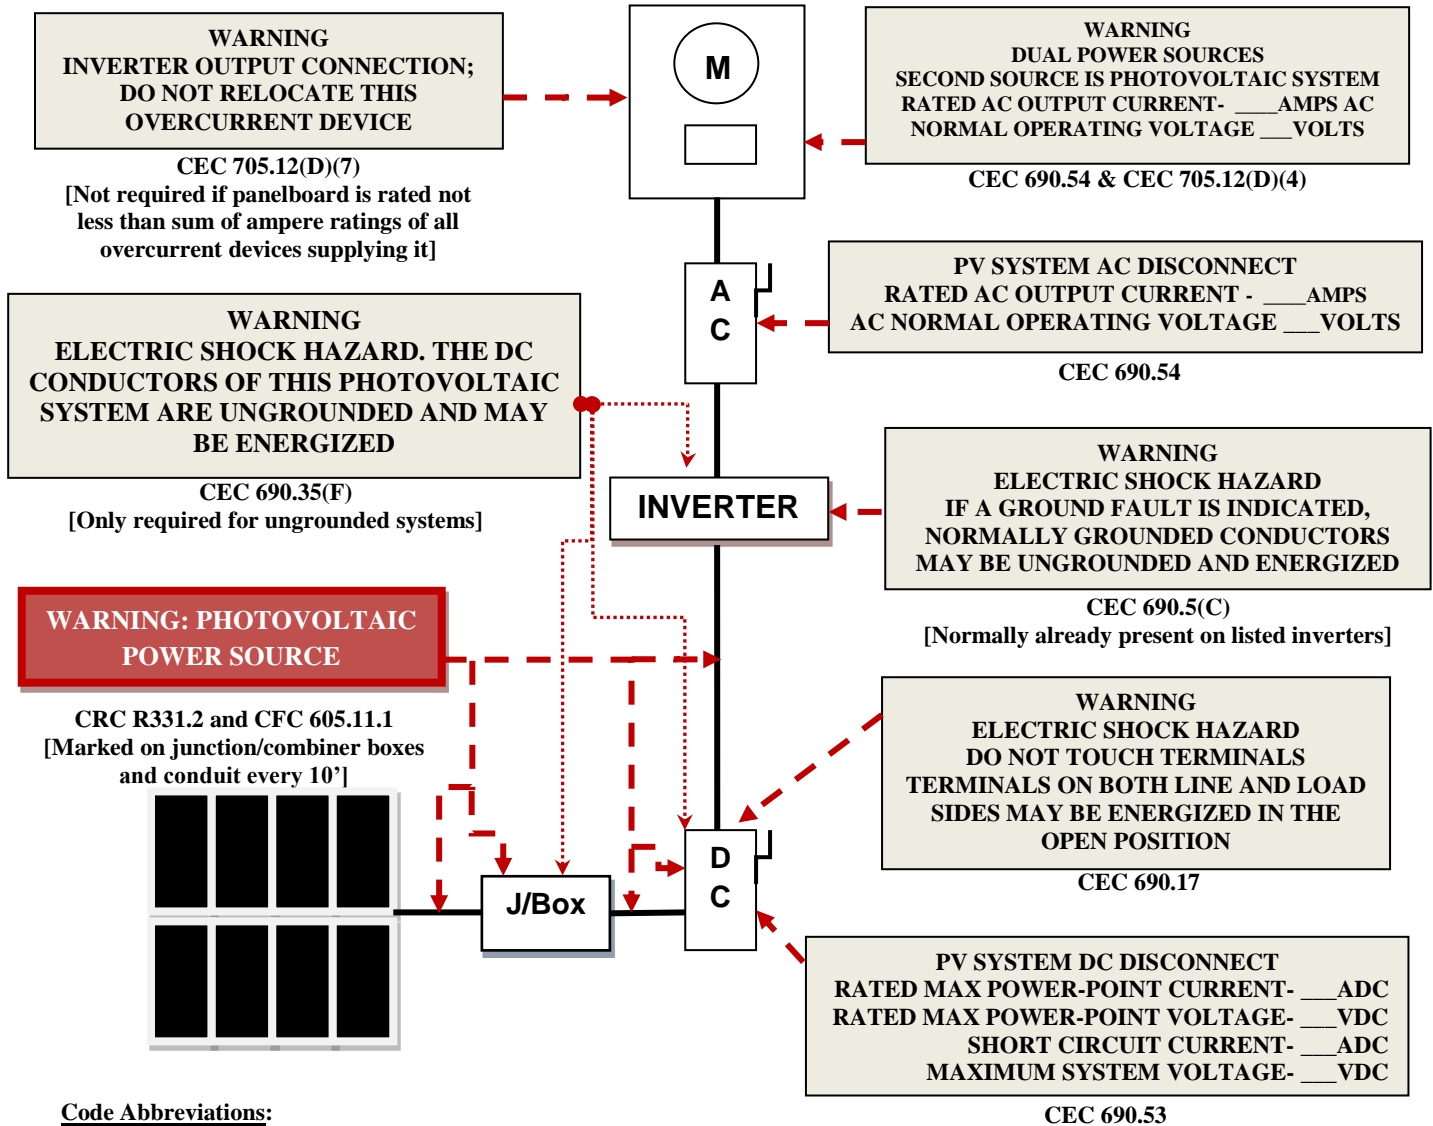 WARNING
INVERTER OUTPUT CONNECTION;
DO NOT RELOCATE THIS
OVERCURRENT DEVICE
CEC 705.12(D)(7)
[Not required if panelboard is rated not
less than sum of ampere ratings of all
overcurrent devices supplying it]
M
WARNING
DUAL POWER SOURCES
SECOND SOURCE IS PHOTOVOLTAIC SYSTEM
RATED AC OUTPUT CURRENT- ____AMPS AC
NORMAL OPERATING VOLTAGE ___VOLTS
CEC 690.54 & CEC 705.12(D)(4)
A
C
PV SYSTEM AC DISCONNECT
RATED AC OUTPUT CURRENT - ____AMPS
AC NORMAL OPERATING VOLTAGE ___VOLTS
CEC 690.54
WARNING
ELECTRIC SHOCK HAZARD. THE DC
CONDUCTORS OF THIS PHOTOVOLTAIC
SYSTEM ARE UNGROUNDED AND MAY
BE ENERGIZED
CEC 690.35(F)
[Only required for ungrounded systems]
INVERTER
WARNING
ELECTRIC SHOCK HAZARD
IF A GROUND FAULT IS INDICATED,
NORMALLY GROUNDED CONDUCTORS
MAY BE UNGROUNDED AND ENERGIZED
CEC 690.5(C)
[Normally already present on listed inverters]
WARNING: PHOTOVOLTAIC
POWER SOURCE
CRC R331.2 and CFC 605.11.1
[Marked on junction/combiner boxes
and conduit every 10’]
WARNING
ELECTRIC SHOCK HAZARD
DO NOT TOUCH TERMINALS
TERMINALS ON BOTH LINE AND LOAD
SIDES MAY BE ENERGIZED IN THE
OPEN POSITION
CEC 690.17
J/Box
D
C
PV SYSTEM DC DISCONNECT
RATED MAX POWER-POINT CURRENT- ___ADC
RATED MAX POWER-POINT VOLTAGE- ___VDC
SHORT CIRCUIT CURRENT- ___ADC
MAXIMUM SYSTEM VOLTAGE- ___VDC
CEC 690.53
Code Abbreviations: